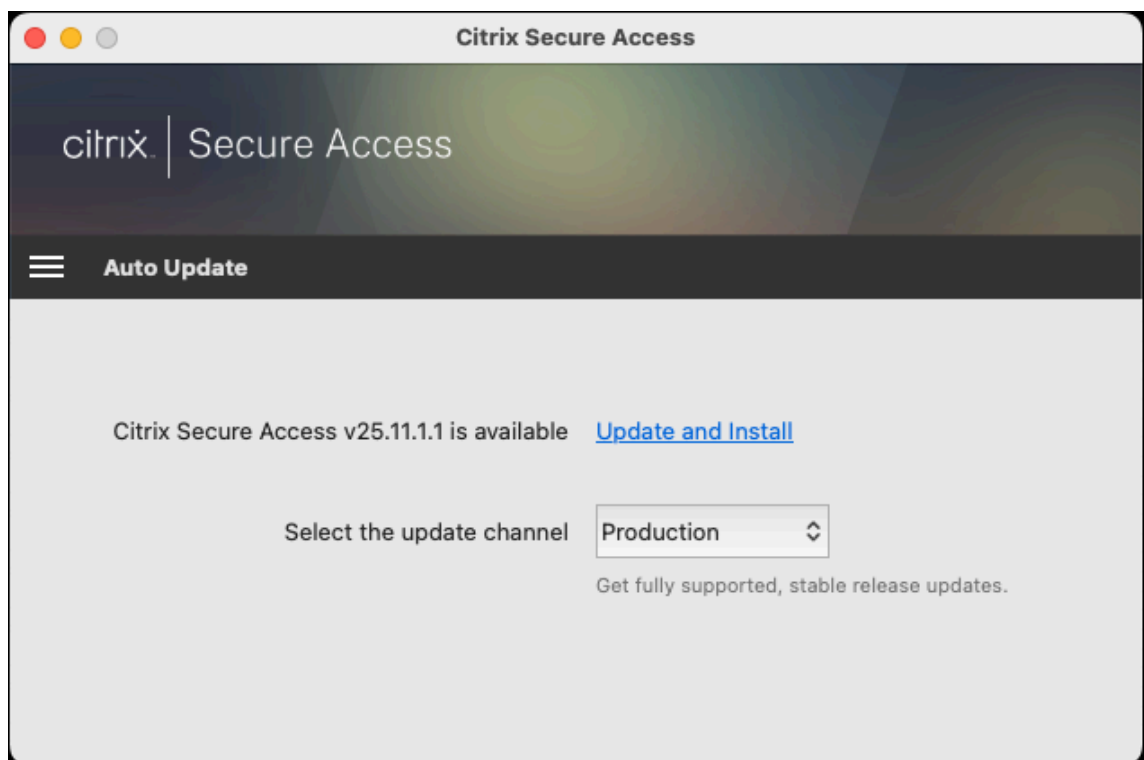 Citrix Secure Access
citrix™ | Secure Access
Auto Update
Citrix Secure Access v25.11.1.1 is available Update and Install
Select the update channel Production
Get fully supported, stable release updates.